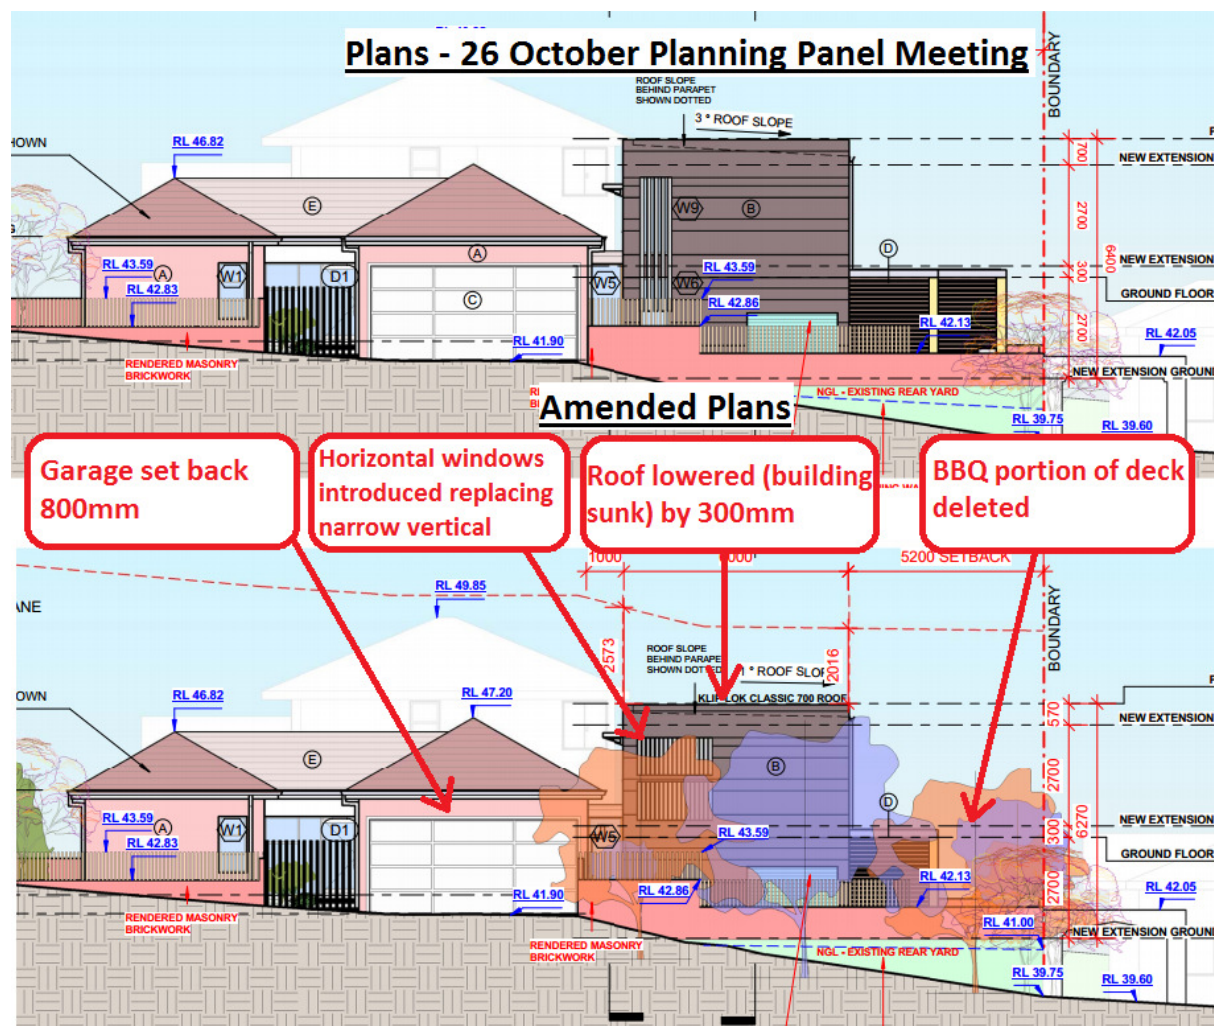 Plans - 26 October Planning Panel Meeting
BOUNDARY
ROOF SLOPE
BEHIND PARAPET
SHOWN DOTTED
3 ° ROOF SLOPE
HOWN
RL 46.82
NEW EXTENSION
700
E
W9
B
2700
6400
A
D
NEW EXTENSION
RL 43.59
A
W1
D1
C
W5
W6
RL 43.59
300
GROUND FLOOR
RL 42.83
RL 42.86
RL 42.13
2700
RL 41.90
RL 42.05
RENDERED MASONRY
BRICKWORK
NEW EXTENSION GROUND
NGL - EXISTING REAR YARD
Amended Plans
RL 39.75
RL 39.60
Garage set back
800mm
Horizontal windows
introduced replacing
narrow vertical
Roof lowered (building
sunk) by 300mm
BBQ portion of deck
deleted
1000
5200 SETBACK
ANE
RL 49.85
BOUNDARY
2573
ROOF SLOPE
BEHIND PARAPET
SHOWN DOTTED
1 ° ROOF SLOP
2016
OWN
RL 46.82
RL 47.20
KLIP LOK CLASSIC 700 ROOF
570
NEW EXTENSION
E
B
2700
6270
D
NEW EXTENSION
RL 43.59
A
W1
D1
W5
RL 43.59
300
GROUND FLOOR
RL 42.83
RL 41.90
RL 42.86
RL 42.13
2700
RL 42.05
RENDERED MASONRY
BRICKWORK
RL 41.00
NEW EXTENSION GROUND
RENDERED MASONRY
BRICKWORK
NGL - EXISTING REAR YARD
RL 39.75
RL 39.60